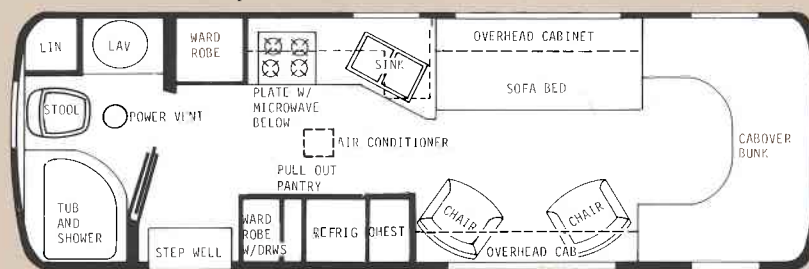 LIN
LAV
WARD
ROBE
OVERHEAD CABINET
SINK
SOFA BED
STOOL
POWER VENT
PLATE W/
MICROWAVE
BELOW
AIR CONDITIONER
CABOVER
BUNK
PULL OUT
PANTRY
TUB
AND
SHOWER
STEP WELL
WARD
ROBE
W/DRWS
REFRIG
CHEST
CHAIR
CHAIR
OVERHEAD CAB